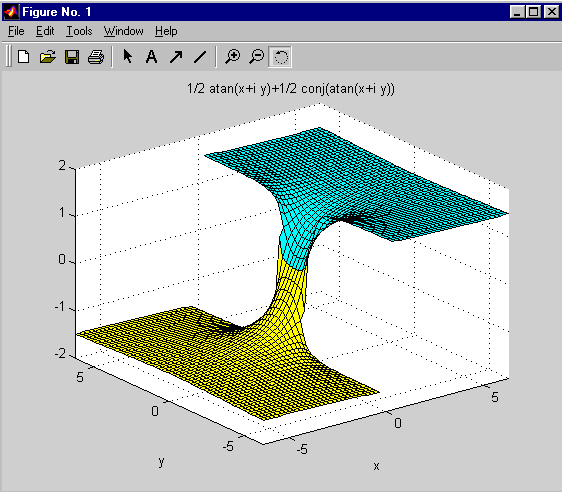 Figure No. 1
File Edit Tools Window Help
A
1/2 atan(x+i y)+1/2 conj(atan(x+i y))
2
1
0
-1
-2
5
0
-5
y
-5
0
5
x